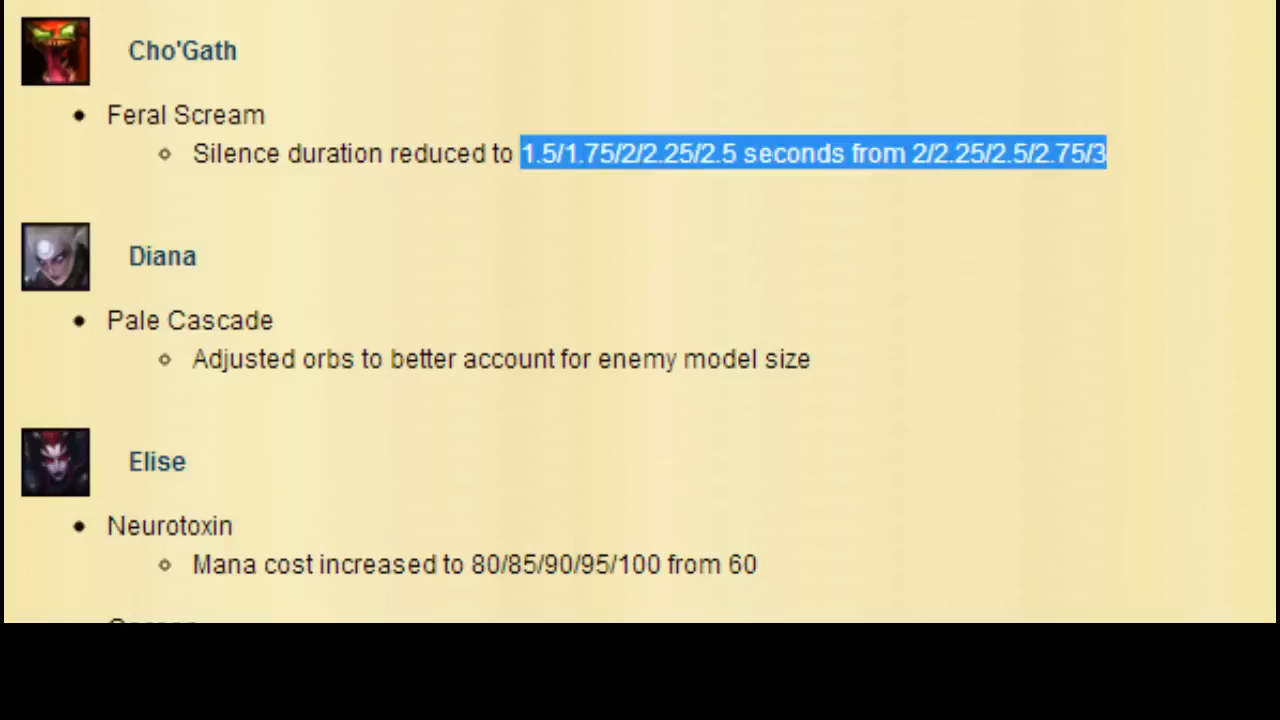 Cho'Gath
Feral Scream
Silence duration reduced to 1.5/1.75/2/2.25/2.5 seconds from 2/2.25/2.5/2.75/3
Diana
Pale Cascade
Adjusted orbs to better account for enemy model size
Elise
Neurotoxin
Mana cost increased to 80/85/90/95/100 from 60